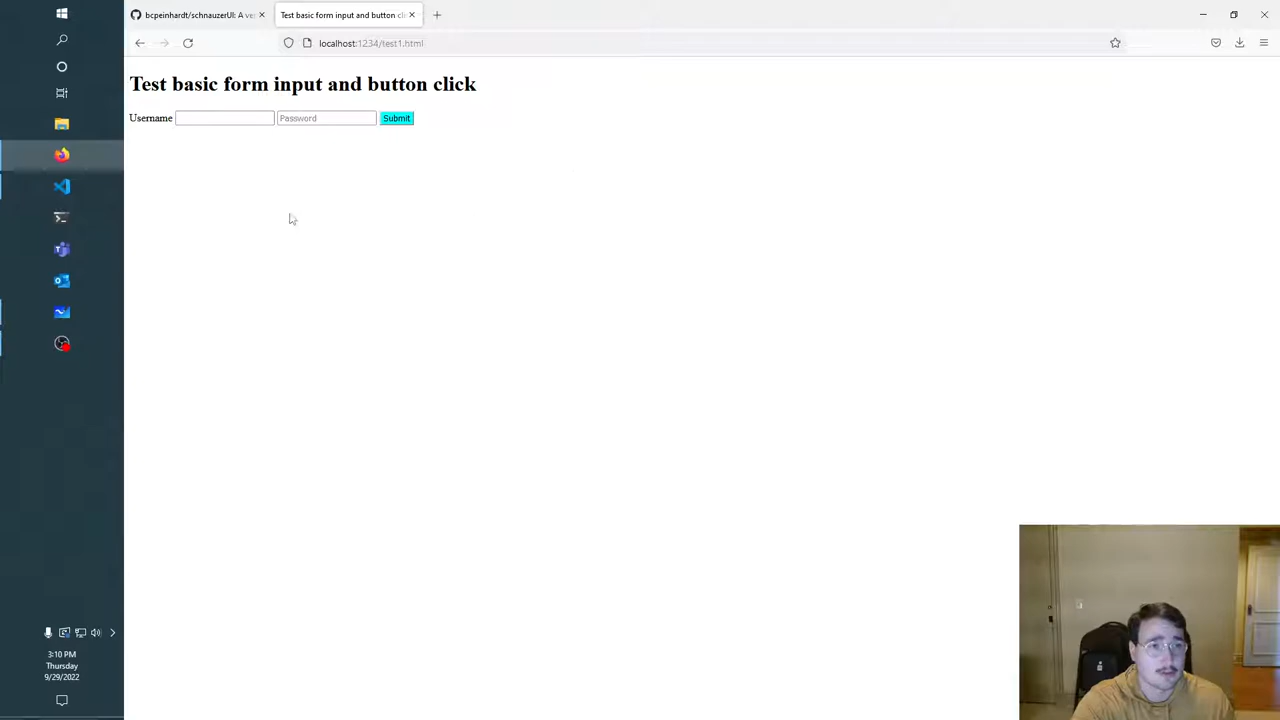 bcpeinhardt/schnauzerUI: A ve
Test basic form input and button cli
localhost:1234/test1.html
Test basic form input and button click
Username Password Submit
3:10 PM
Thursday
9/29/2022